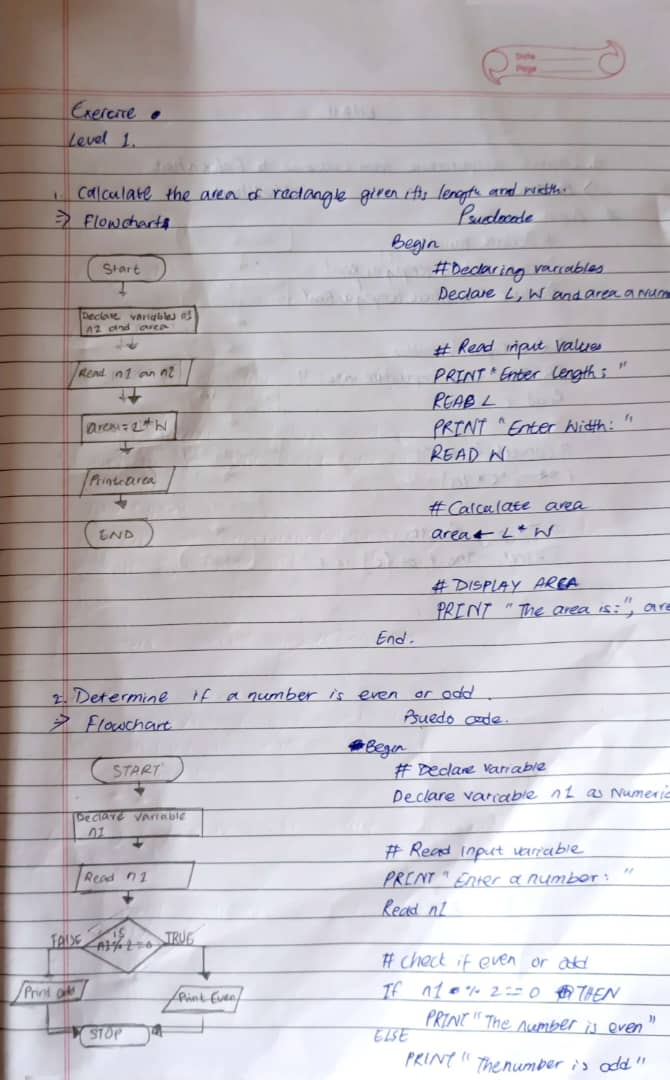 Date
Page
Exercise
Level 1.
1. Calculate the area of rectangle given its length and width.
⇒ Flowcharts
Start
Declare variables n1
n2 and area
Read n1 an n2
area = L * W
Print area
END
Psuedocode
Begin
# Declaring variables
Declare L, W and area a Num
# Read input values
PRINT "Enter length: "
READ L
PRINT "Enter Width: "
READ W
# Calculate area
area ← L * W
# DISPLAY AREA
PRINT "The area is:", are
End.
2. Determine if a number is even or odd.
⇒ Flowchart
START
Declare variable
n1
Read n1
is
n1 % 2 = 0
FALSE
TRUE
Print odd
Print Even
STOP
Psuedo code.
Begin
# Declare variable
Declare variable n1 as Numeric
# Read input variable
PRINT "Enter a number: "
Read n1
# check if even or odd
If n1 % 2 == 0 THEN
PRINT "The number is even"
ELSE
PRINT "The number is odd"